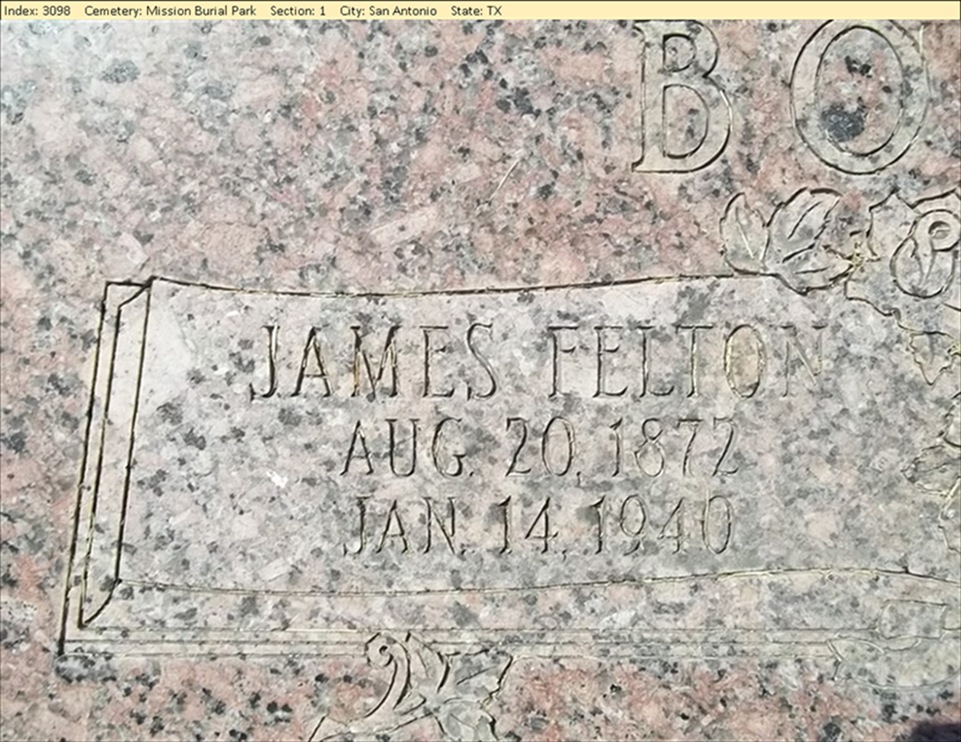 Index: 3098 Cemetery: Mission Burial Park Section: 1 City: San Antonio State: TX
BO
JAMES FELTON
AUG. 20, 1872
JAN. 14, 1940